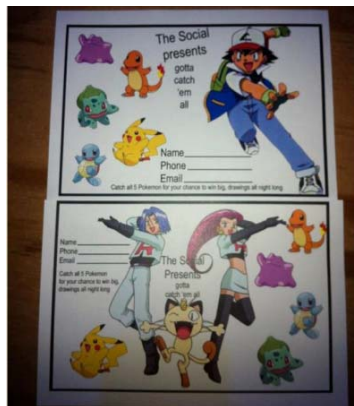 The Social
presents
gotta
catch
'em
all
Name
Phone
Email
Catch all 5 Pokemon for your chance to win big, drawings all night long
Name
Phone
Email
Catch all 5 Pokemon
for your chance to win big,
drawings all night long
The Social
Presents
gotta
catch 'em all